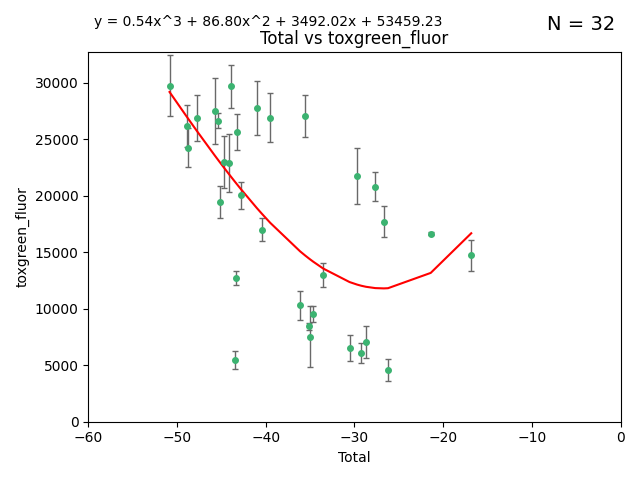 y = 0.54x^3 + 86.80x^2 + 3492.02x + 53459.23
N = 32
Total vs toxgreen_fluor
toxgreen_fluor
30000
25000
20000
15000
10000
5000
0
−60
−50
−40
−30
−20
−10
0
Total